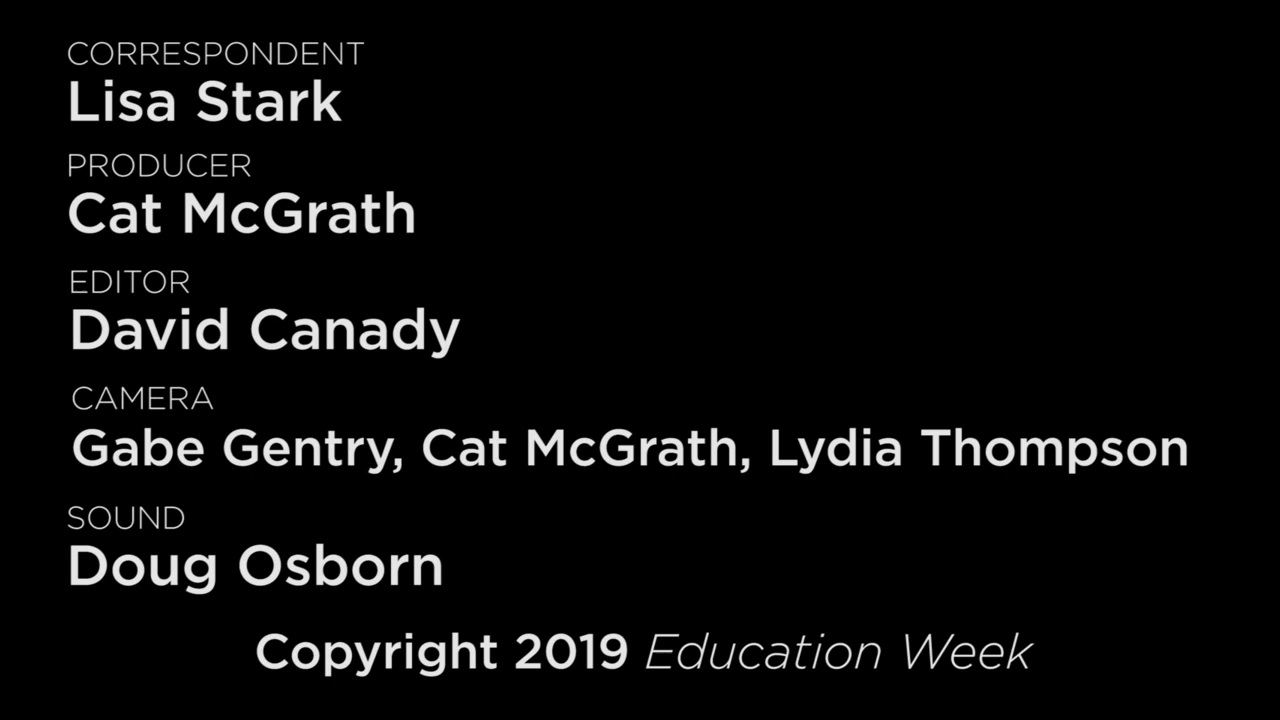 CORRESPONDENT
Lisa Stark
PRODUCER
Cat McGrath
EDITOR
David Canady
CAMERA
Gabe Gentry, Cat McGrath, Lydia Thompson
SOUND
Doug Osborn
Copyright 2019 Education Week